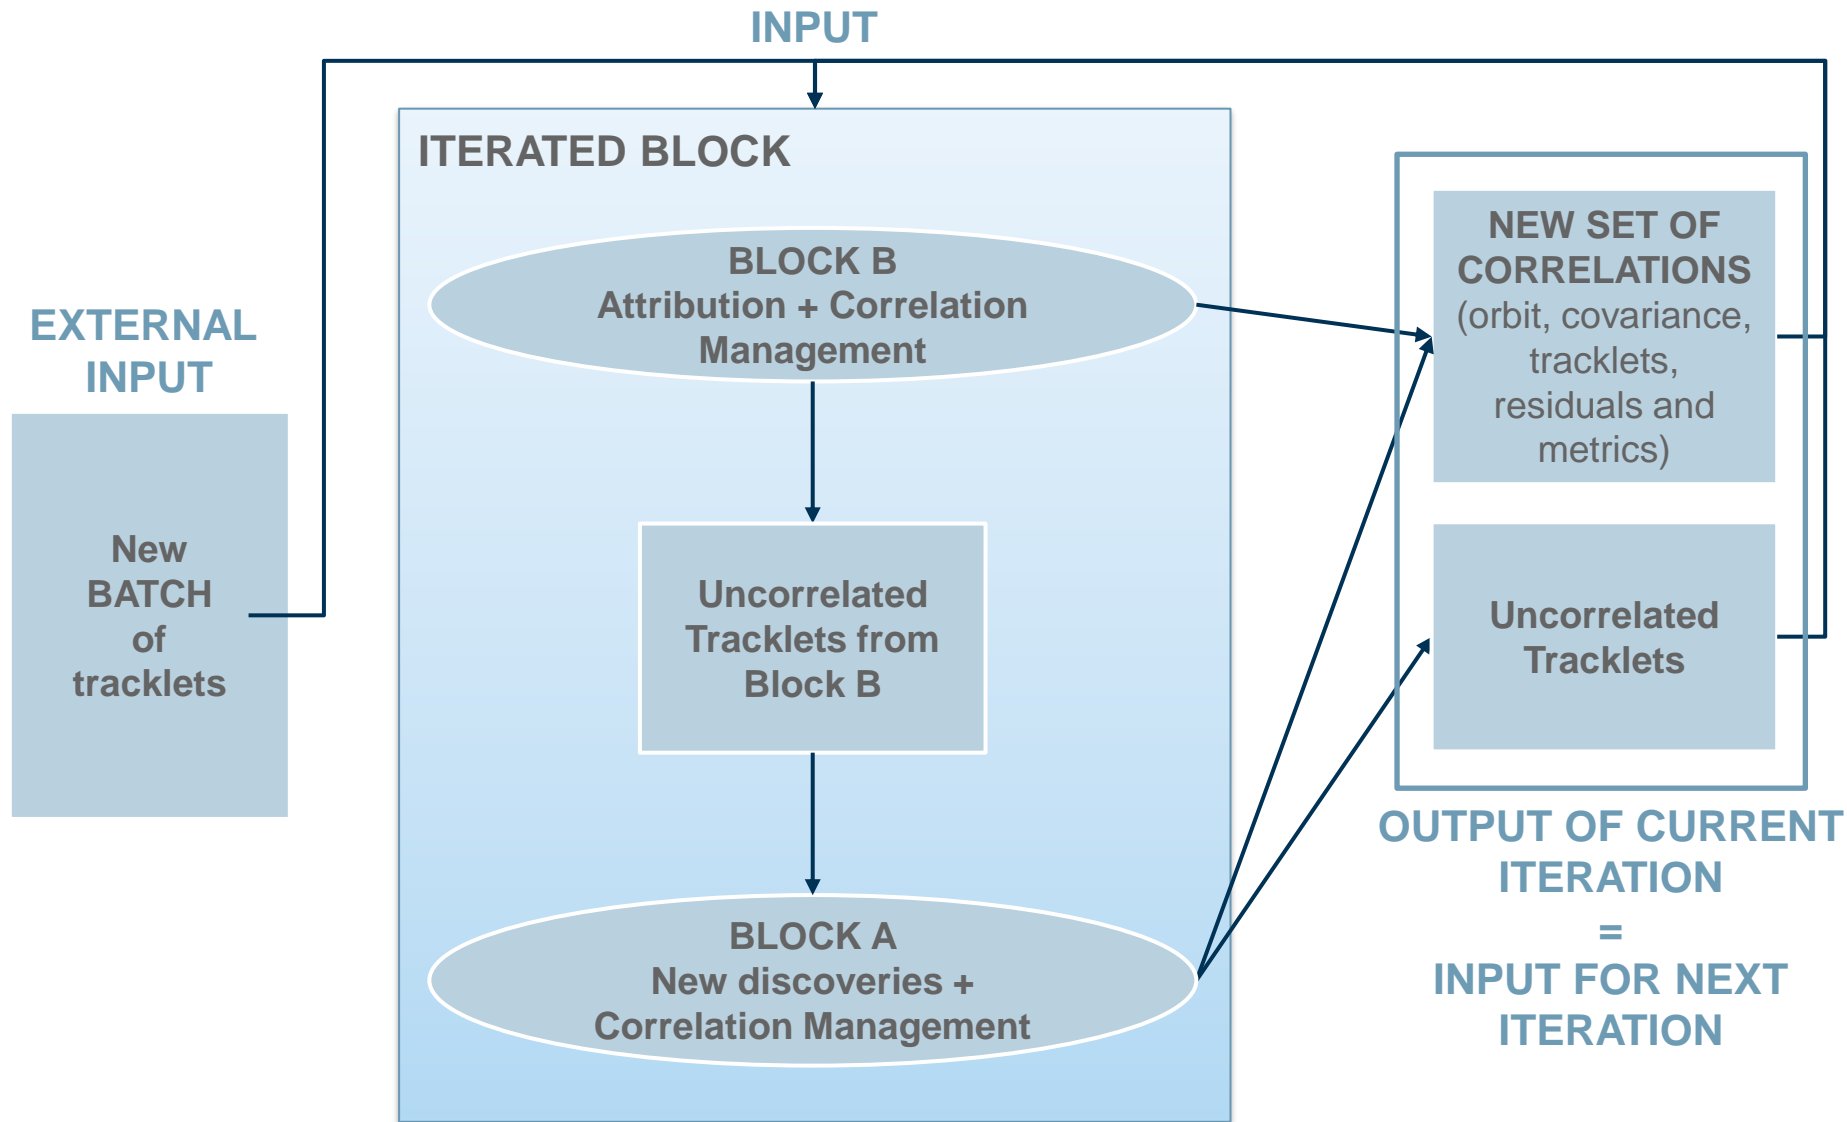 INPUT
EXTERNAL
INPUT
New
BATCH
of
tracklets
ITERATED BLOCK
BLOCK B
Attribution + Correlation
Management
Uncorrelated
Tracklets from
Block B
BLOCK A
New discoveries +
Correlation Management
NEW SET OF
CORRELATIONS
(orbit, covariance,
tracklets,
residuals and
metrics)
Uncorrelated
Tracklets
OUTPUT OF CURRENT
ITERATION
=
INPUT FOR NEXT
ITERATION